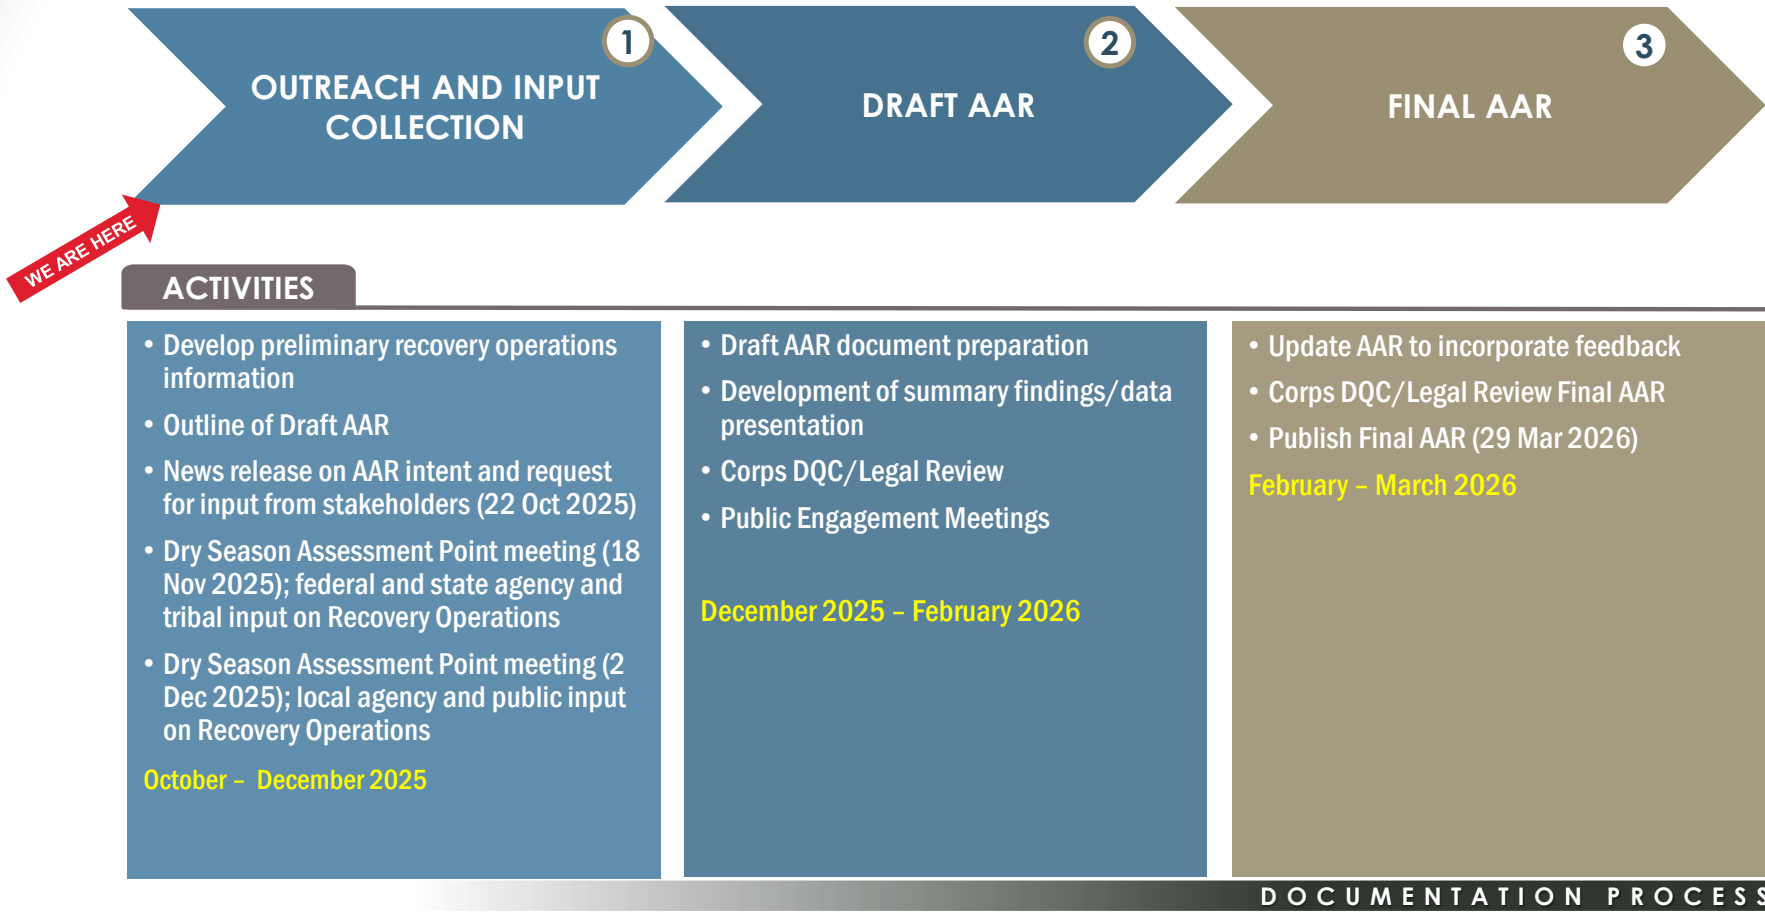 1
OUTREACH AND INPUT
COLLECTION
2
DRAFT AAR
3
FINAL AAR
WE ARE HERE
ACTIVITIES
• Develop preliminary recovery operations
information
• Outline of Draft AAR
• News release on AAR intent and request
for input from stakeholders (22 Oct 2025)
• Dry Season Assessment Point meeting (18
Nov 2025); federal and state agency and
tribal input on Recovery Operations
• Dry Season Assessment Point meeting (2
Dec 2025); local agency and public input
on Recovery Operations
October – December 2025
• Draft AAR document preparation
• Development of summary findings/data
presentation
• Corps DQC/Legal Review
• Public Engagement Meetings
December 2025 – February 2026
• Update AAR to incorporate feedback
• Corps DQC/Legal Review Final AAR
• Publish Final AAR (29 Mar 2026)
February – March 2026
DOCUMENTATION PROCESS